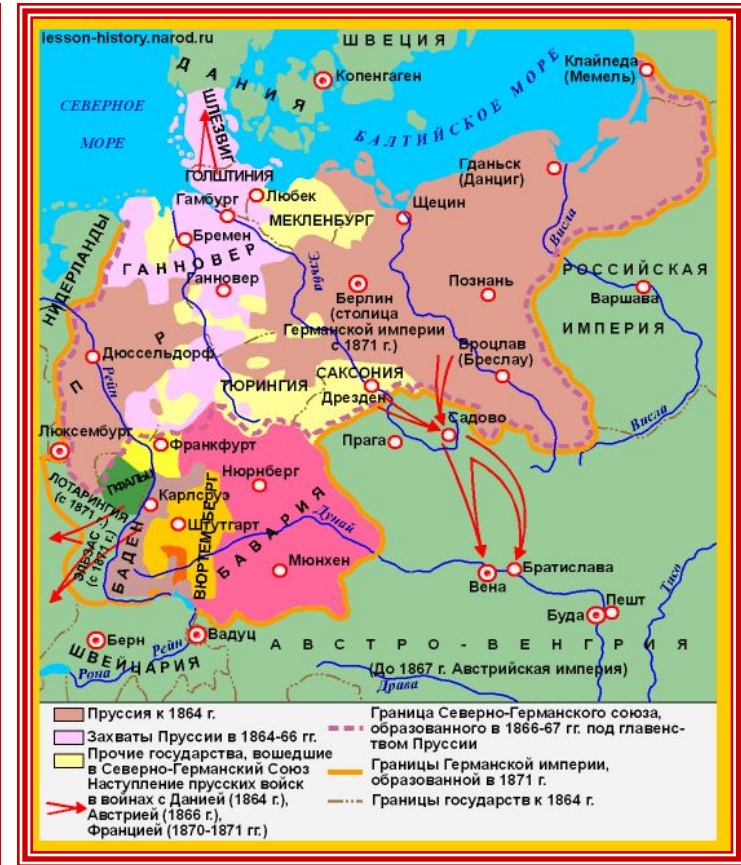 lesson-history.narod.ru
ШВЕЦИЯ
ДАНИЯ
Копенгаген
Клайпеда
(Мемель)
СЕВЕРНОЕ
МОРЕ
БАЛТИЙСКОЕ МОРЕ
ШЛЕЗВИГ
ГОЛШТИНИЯ
Гданьск
(Данциг)
Любек
Гамбург
Щецин
МЕКЛЕНБУРГ
Бремен
Висла
НИДЕРЛАНДЫ
ГАННОВЕР
Ганновер
Эльба
РОССИЙСКАЯ
ИМПЕРИЯ
Варшава
Берлин
(столица
Германской империи
с 1871 г.)
Познань
Вроцлав
(Бреслау)
П Р
Дюссельдорф
Рейн
ТЮРИНГИЯ
САКСОНИЯ
Дрезден
Садово
Висла
Люксембург
Франкфурт
Прага
ПФАЛЬЦ
Нюрнберг
ЛОТАРИНГИЯ
(с 1871 г.)
Карлсруэ
Штутгарт
ЭЛЬЗАС
(с 1871 г.)
БАДЕН
ВЮРТЕМБЕРГ
БАВАРИЯ
Дунай
Мюнхен
Вена
Братислава
Тисо
Буда
Пешт
Берн
Рейн
Вадуц
АВСТРО-ВЕНГРИЯ
ШВЕЙЦАРИЯ
(До 1867 г. Австрийская империя)
Рона
Драва
Пруссия к 1864 г.
Захваты Пруссии в 1864-66 гг.
Прочие государства, вошедшие
в Северно-Германский Союз
Наступление прусских войск
в войнах с Данией (1864 г.),
Австрией (1866 г.),
Францией (1870-1871 гг.)
Граница Северно-Германского союза,
образованного в 1866-67 гг. под главенс-
твом Пруссии
Границы Германской империи,
образованной в 1871 г.
Границы государств к 1864 г.